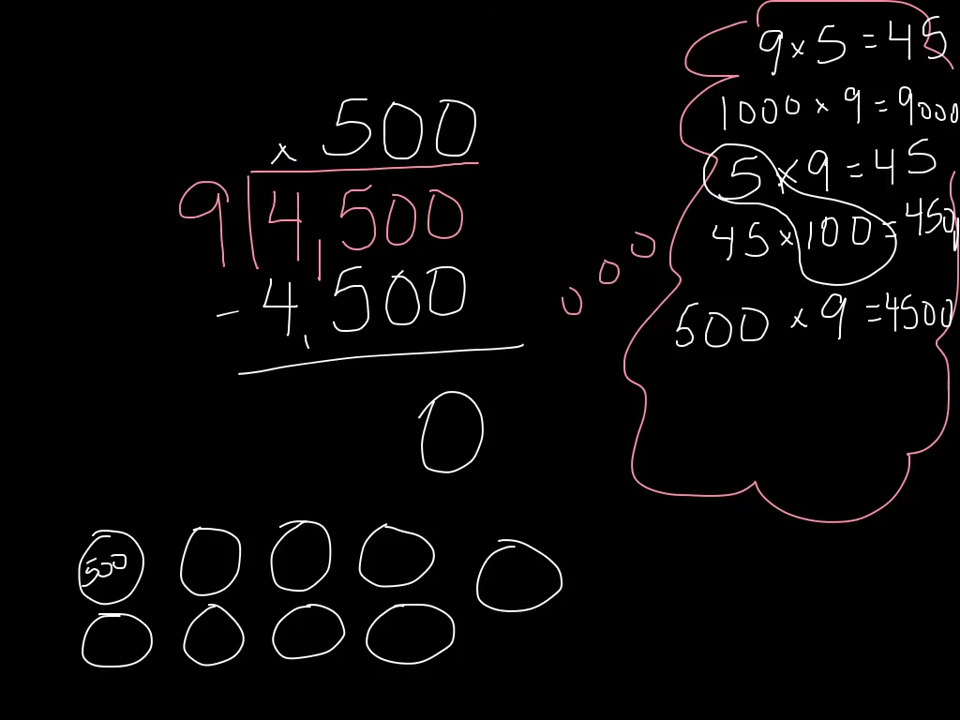 x 500
9 4,500
- 4,500
0
500
9 x 5 = 45
1000 x 9 = 9000
5 x 9 = 45
45 x 100 = 450
500 x 9 = 4500